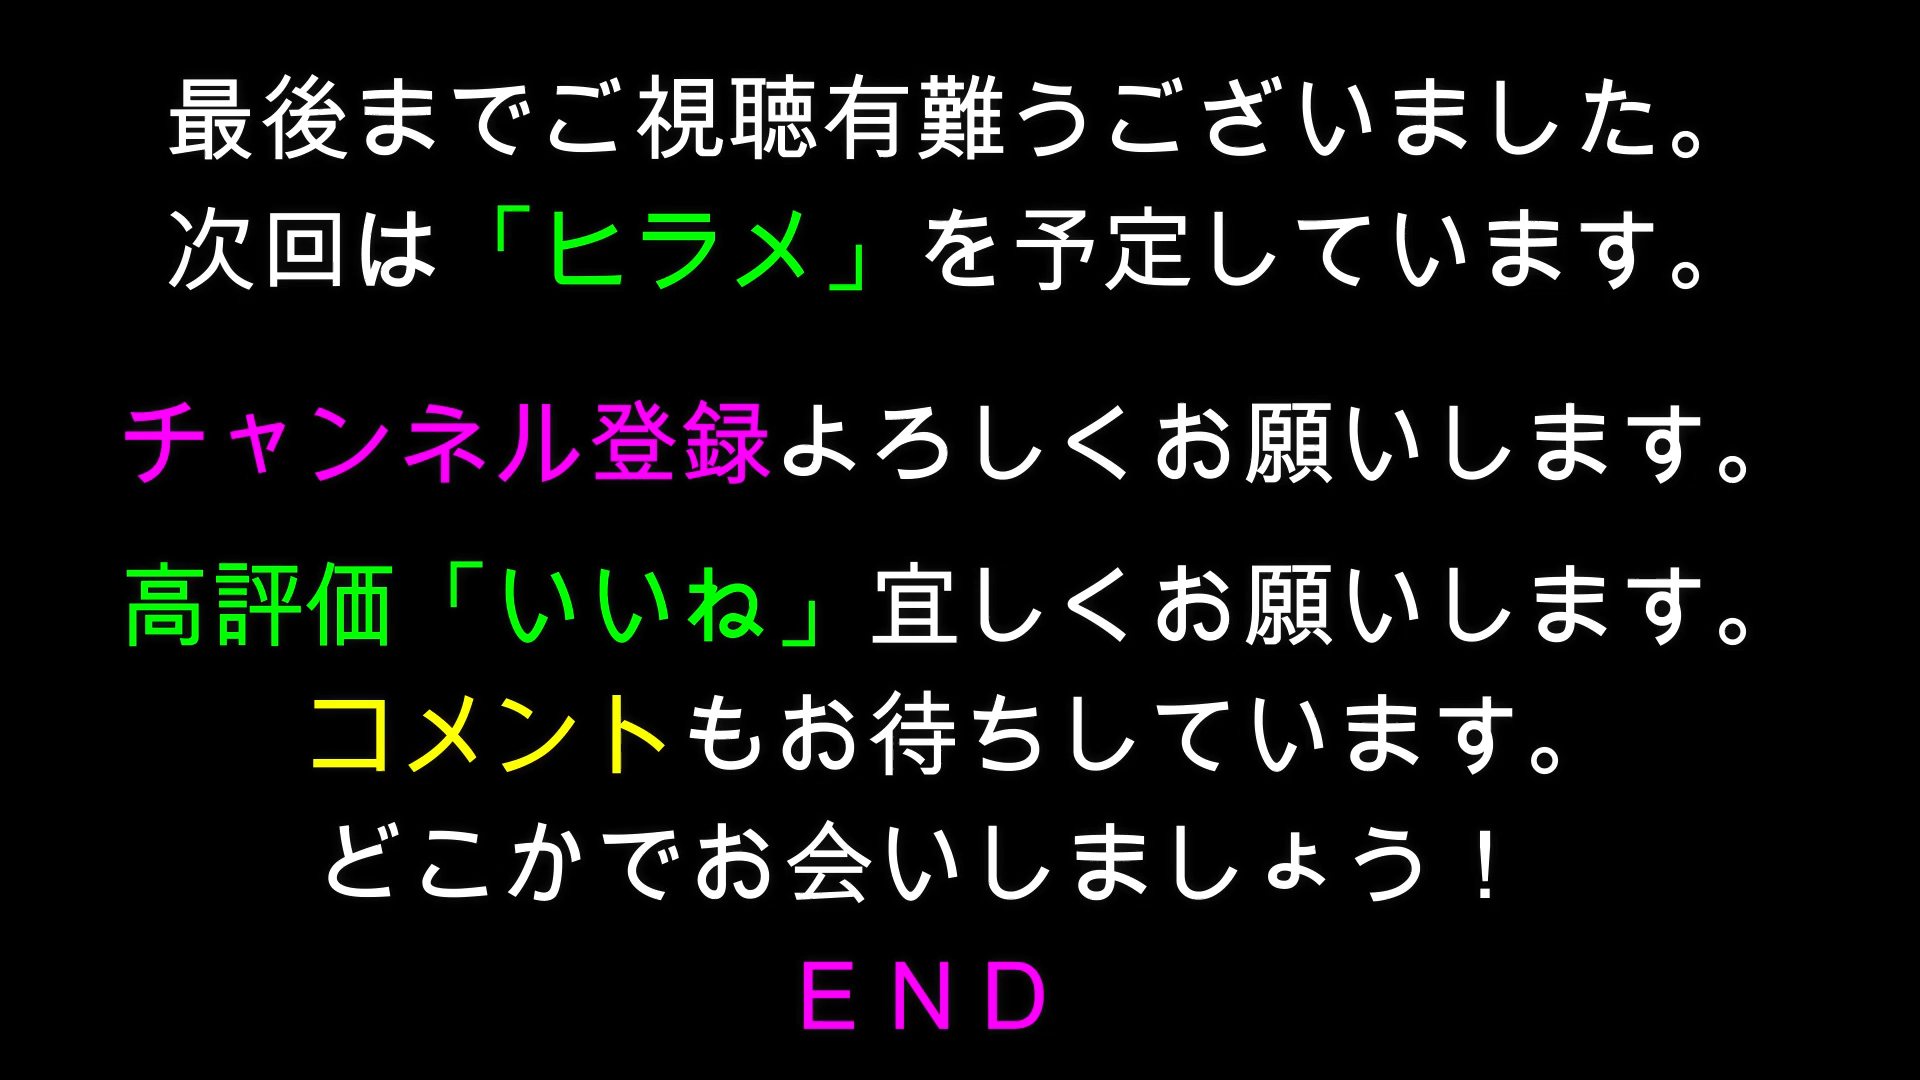 最後までご視聴有難うございました。
次回は「ヒラメ」を予定しています。
チャンネル登録よろしくお願いします。
高評価「いいね」宜しくお願いします。
コメントもお待ちしています。
どこかでお会いしましょう！
ＥＮＤ